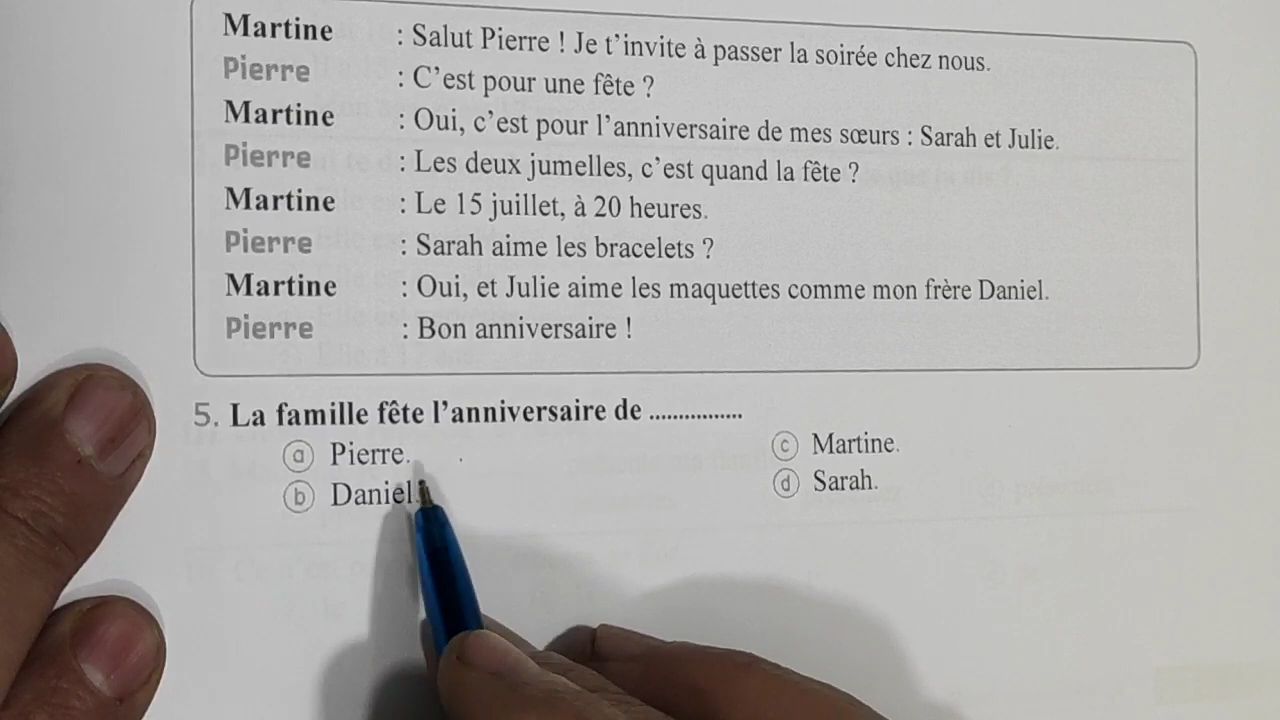 Martine : Salut Pierre ! Je t’invite à passer la soirée chez nous.
Pierre : C’est pour une fête ?
Martine : Oui, c’est pour l’anniversaire de mes sœurs : Sarah et Julie.
Pierre : Les deux jumelles, c’est quand la fête ?
Martine : Le 15 juillet, à 20 heures.
Pierre : Sarah aime les bracelets ?
Martine : Oui, et Julie aime les maquettes comme mon frère Daniel.
Pierre : Bon anniversaire !
5. La famille fête l’anniversaire de ................
a Pierre.
b Daniel.
c Martine.
d Sarah.